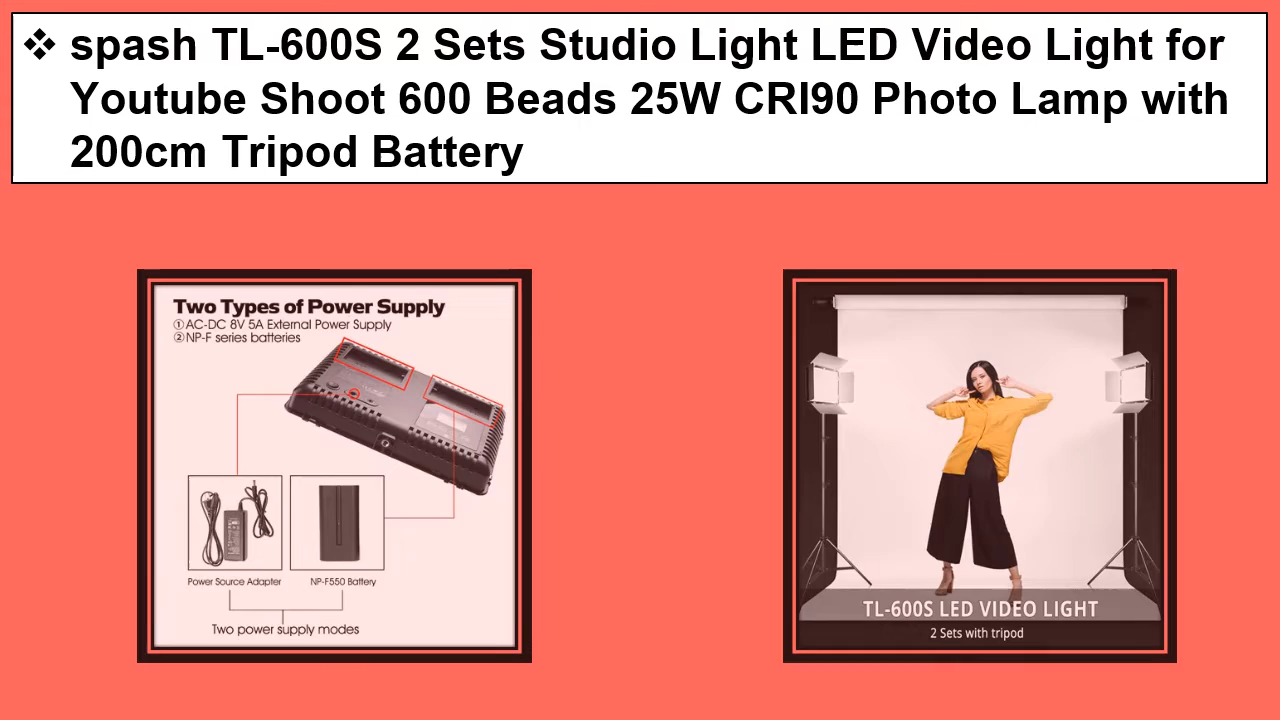 ❖ spash TL-600S 2 Sets Studio Light LED Video Light for
Youtube Shoot 600 Beads 25W CRI90 Photo Lamp with
200cm Tripod Battery
Two Types of Power Supply
①AC-DC 8V 5A External Power Supply
②NP-F series batteries
Power Source Adapter
NP-F550 Battery
Two power supply modes
TL-600S LED VIDEO LIGHT
2 Sets with tripod